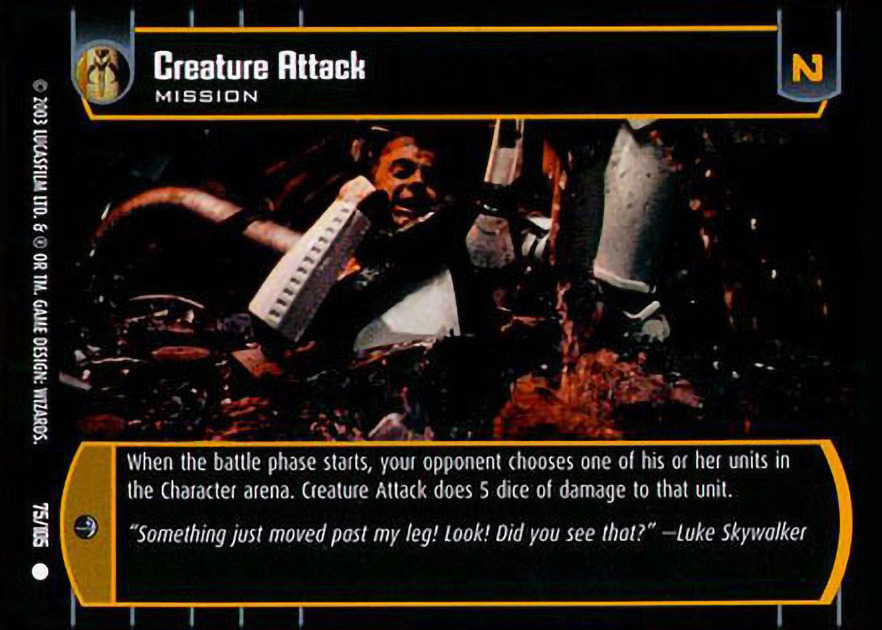 Creature Attack
MISSION
2
© 2003 LUCASFILM LTD. & ® OR TM. GAME DESIGN: WIZARDS.
75/105
When the battle phase starts, your opponent chooses one of his or her units in
the Character arena. Creature Attack does 5 dice of damage to that unit.
“Something just moved past my leg! Look! Did you see that?” —Luke Skywalker